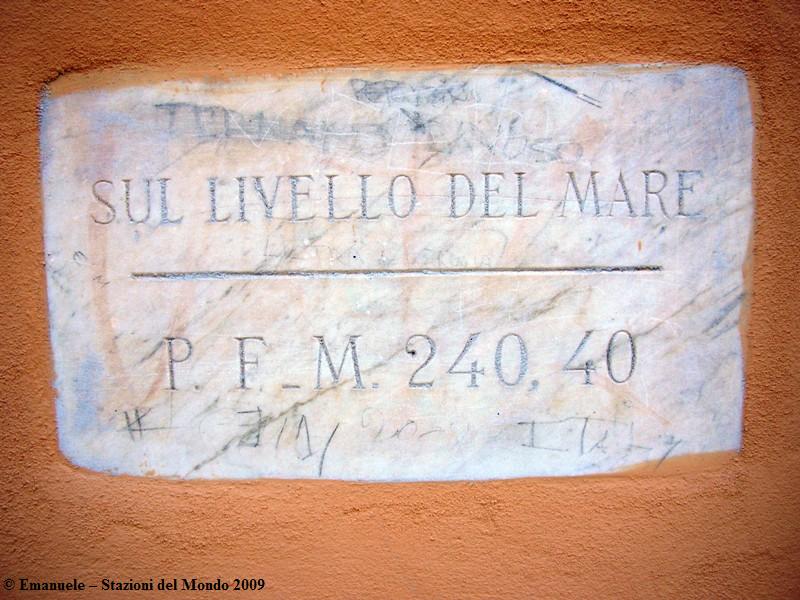 SUL LIVELLO DEL MARE
P. F. - M. 240, 40
© Emanuele – Stazioni del Mondo 2009